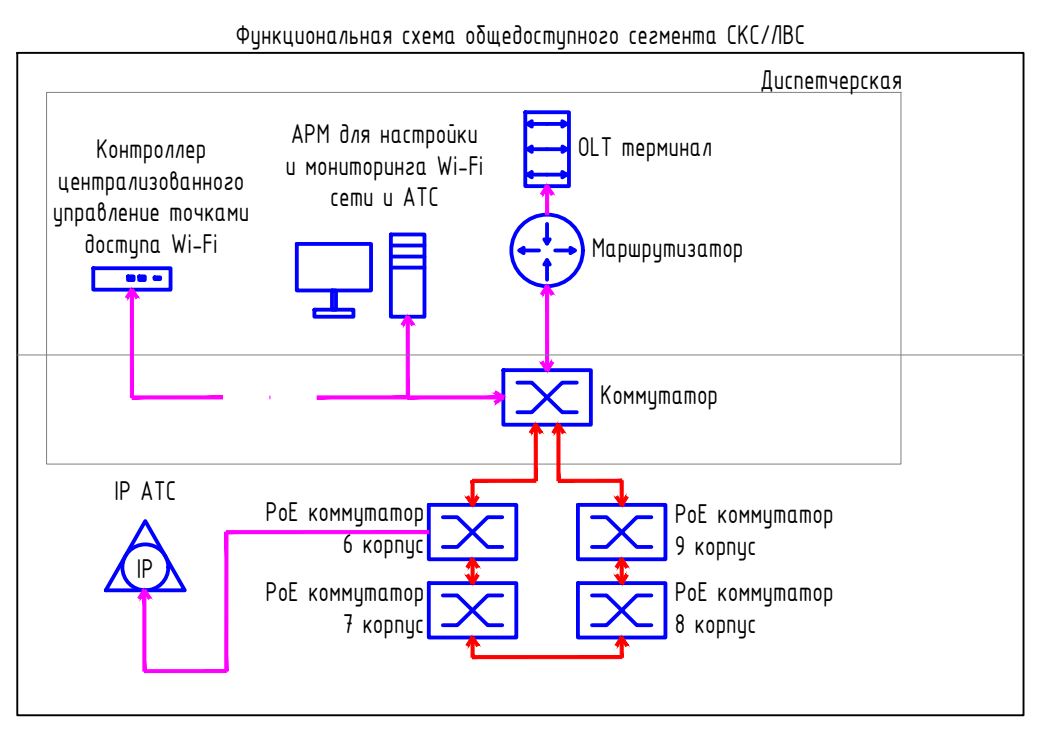 Функциональная схема общедоступного сегмента СКС/ЛВС
Диспетчерская
Контроллер
централизованного
управление точками
доступа Wi-Fi
АРМ для настройки
и мониторинга Wi-Fi
сети и АТС
OLT терминал
Маршрутизатор
Коммутатор
IP АТС
IP
PoE коммутатор
6 корпус
PoE коммутатор
9 корпус
PoE коммутатор
7 корпус
PoE коммутатор
8 корпус